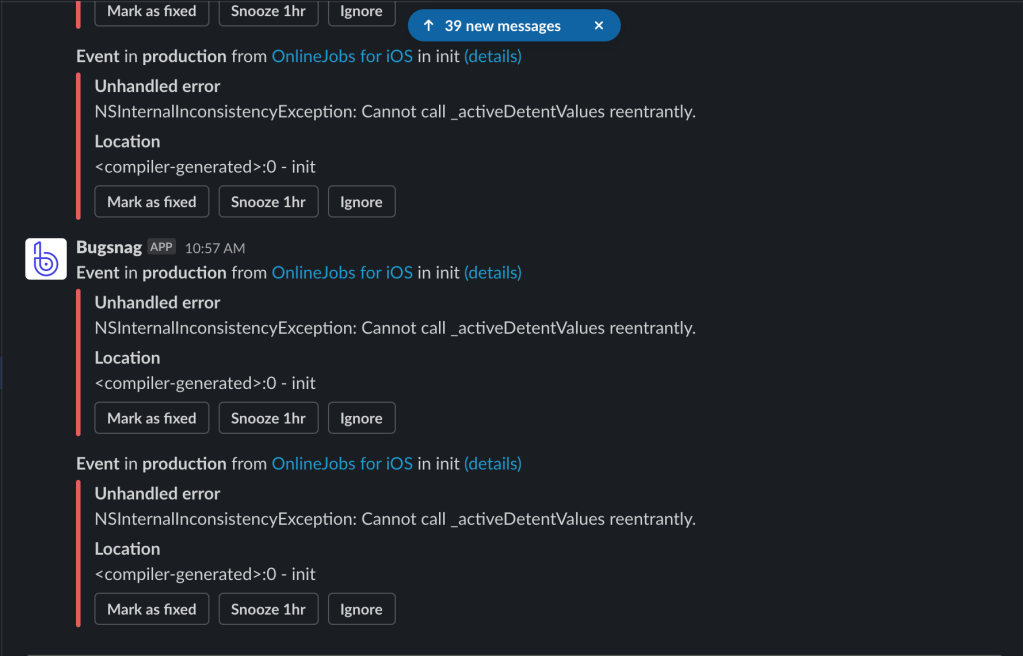 Mark as fixed Snooze 1hr Ignore
↑ 39 new messages ×
Event in production from OnlineJobs for iOS in init (details)
Unhandled error
NSInternalInconsistencyException: Cannot call _activeDetentValues reentrantly.
Location
<compiler-generated>:0 - init
Mark as fixed Snooze 1hr Ignore
Bugsnag APP 10:57 AM
Event in production from OnlineJobs for iOS in init (details)
Unhandled error
NSInternalInconsistencyException: Cannot call _activeDetentValues reentrantly.
Location
<compiler-generated>:0 - init
Mark as fixed Snooze 1hr Ignore
Event in production from OnlineJobs for iOS in init (details)
Unhandled error
NSInternalInconsistencyException: Cannot call _activeDetentValues reentrantly.
Location
<compiler-generated>:0 - init
Mark as fixed Snooze 1hr Ignore